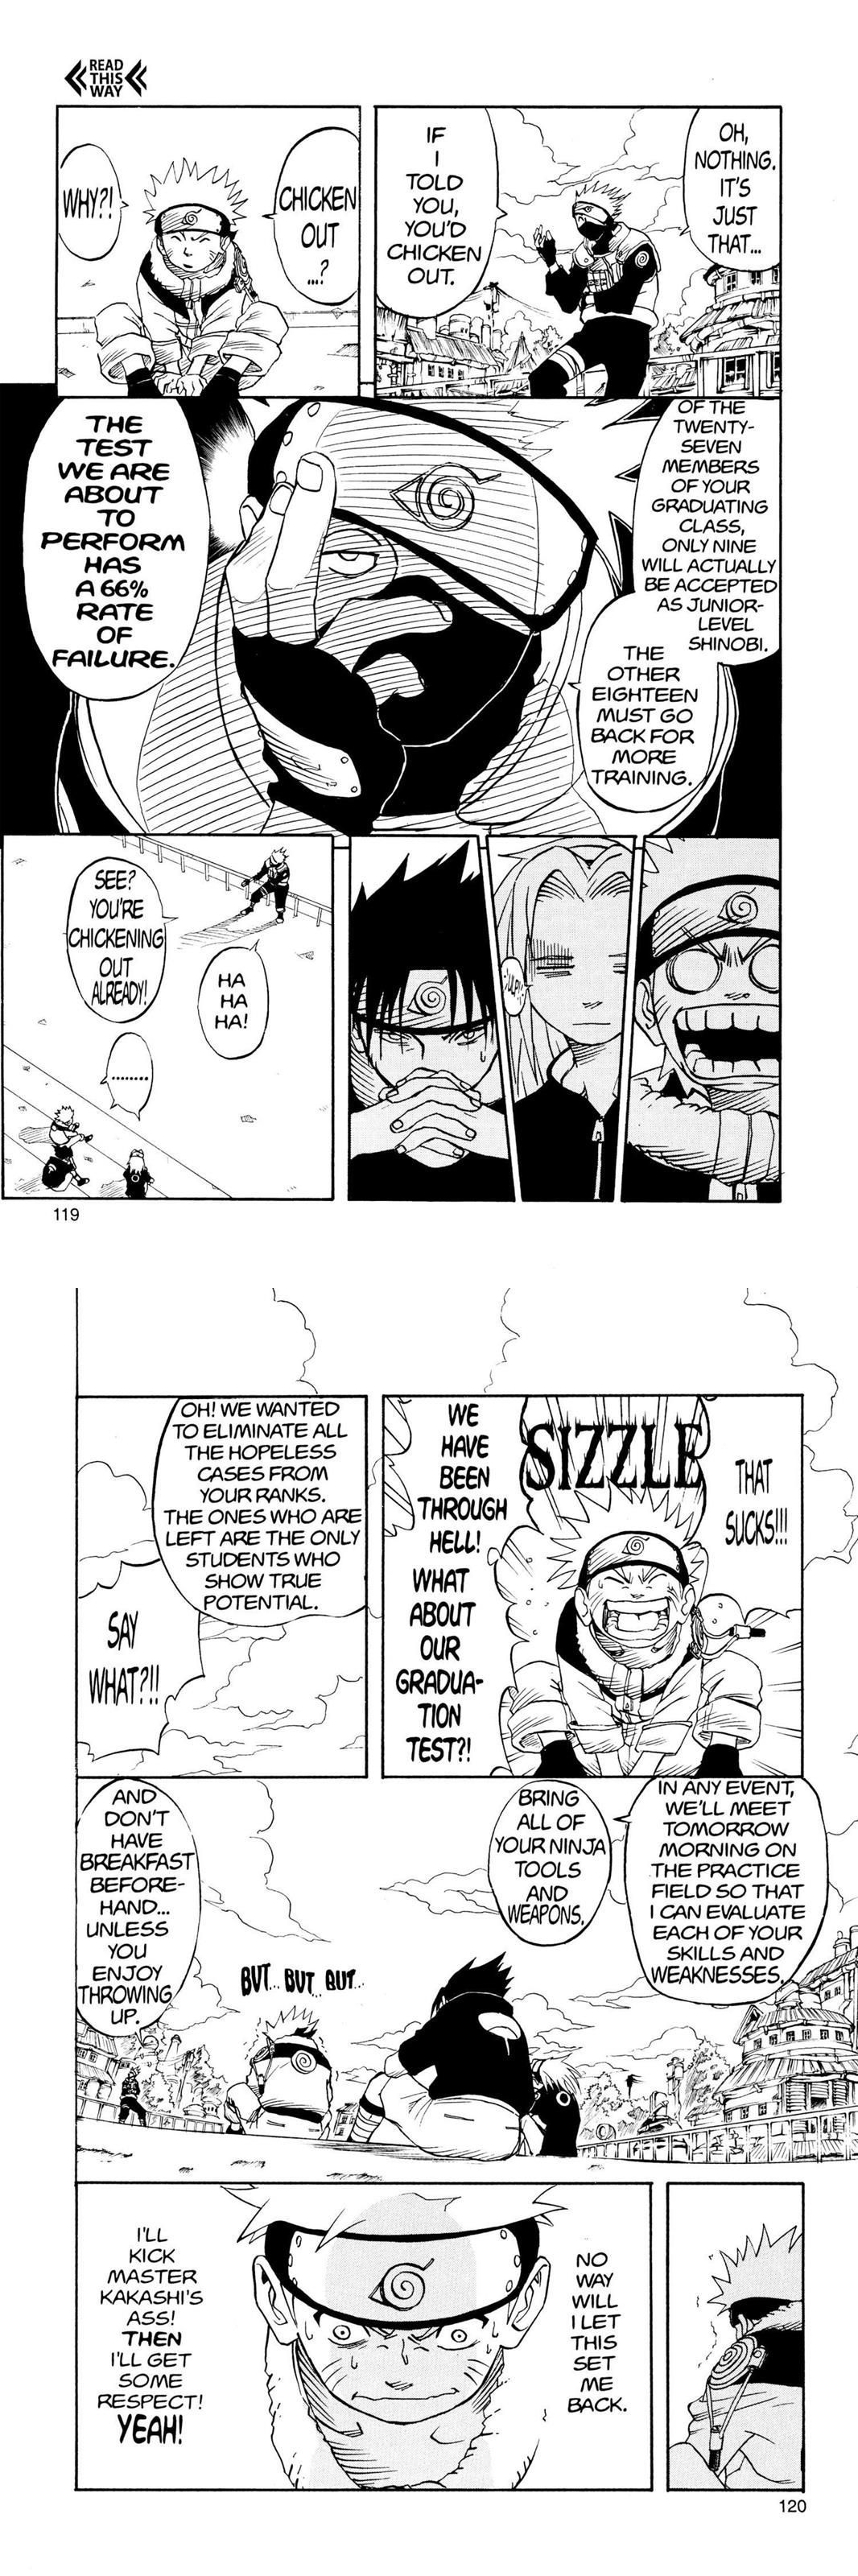 READ
THIS
WAY
OH,
NOTHING.
IT'S
JUST
THAT...
IF
I
TOLD
YOU,
YOU'D
CHICKEN
OUT.
CHICKEN
OUT
...?
WHY?!
OF THE
TWENTY-
SEVEN
MEMBERS
OF YOUR
GRADUATING
CLASS,
ONLY NINE
WILL ACTUALLY
BE ACCEPTED
AS JUNIOR-
LEVEL
SHINOBI.
THE
OTHER
EIGHTEEN
MUST GO
BACK FOR
MORE
TRAINING.
THE
TEST
WE ARE
ABOUT
TO
PERFORM
HAS
A 66%
RATE
OF
FAILURE.
HA
HA
HA!
SEE?
YOU'RE
CHICKENING
OUT
ALREADY!
........
119
THAT
SUCKS!!!
SIZZLE
WE
HAVE
BEEN
THROUGH
HELL!
WHAT
ABOUT
OUR
GRADUA-
TION
TEST?!
OH! WE WANTED
TO ELIMINATE ALL
THE HOPELESS
CASES FROM
YOUR RANKS.
THE ONES WHO ARE
LEFT ARE THE ONLY
STUDENTS WHO
SHOW TRUE
POTENTIAL.
SAY
WHAT?!!
IN ANY EVENT,
WE'LL MEET
TOMORROW
MORNING ON
THE PRACTICE
FIELD SO THAT
I CAN EVALUATE
EACH OF YOUR
SKILLS AND
WEAKNESSES.
BRING
ALL OF
YOUR NINJA
TOOLS
AND
WEAPONS.
BUT... BUT... BUT...
AND
DON'T
HAVE
BREAKFAST
BEFORE-
HAND...
UNLESS
YOU
ENJOY
THROWING
UP.
NO
WAY
WILL
I LET
THIS
SET
ME
BACK.
I'LL
KICK
MASTER
KAKASHI'S
ASS!
THEN
I'LL GET
SOME
RESPECT!
YEAH!
120